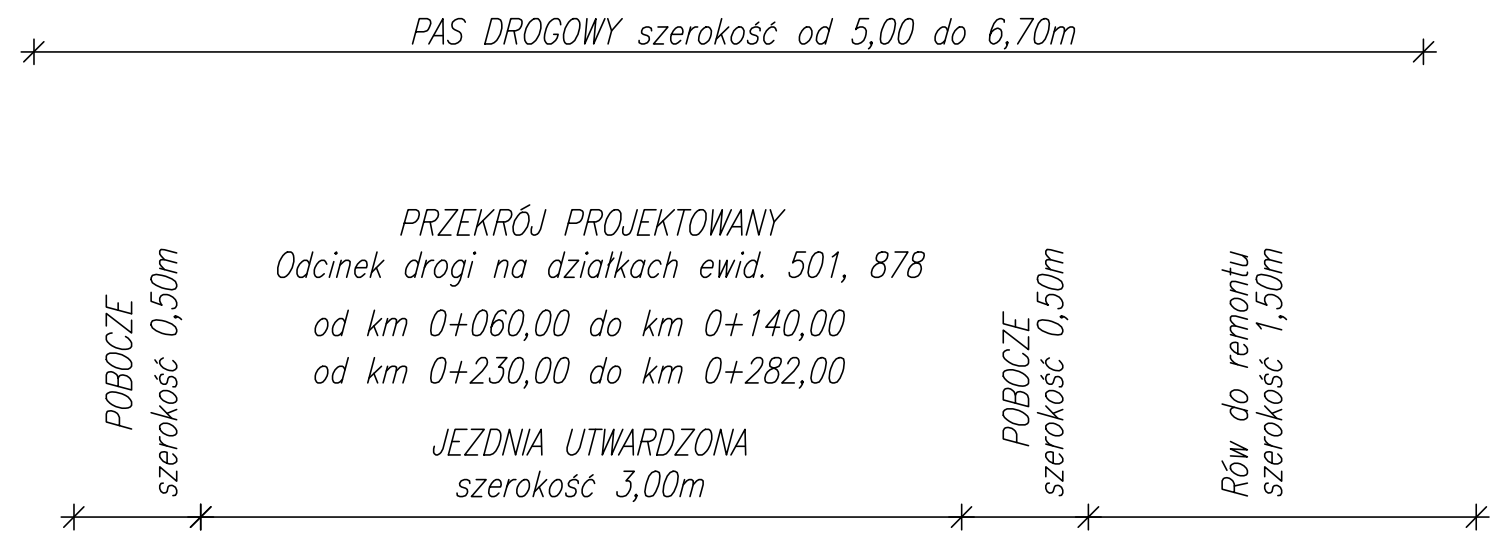 PAS DROGOWY szerokość od 5,00 do 6,70m
PRZEKRÓJ PROJEKTOWANY
Odcinek drogi na działkach ewid. 501, 878
od km 0+060,00 do km 0+140,00
od km 0+230,00 do km 0+282,00
JEZDNIA UTWARDZONA
szerokość 3,00m
POBOCZE
szerokość 0,50m
POBOCZE
szerokość 0,50m
Rów do remontu
szerokość 1,50m